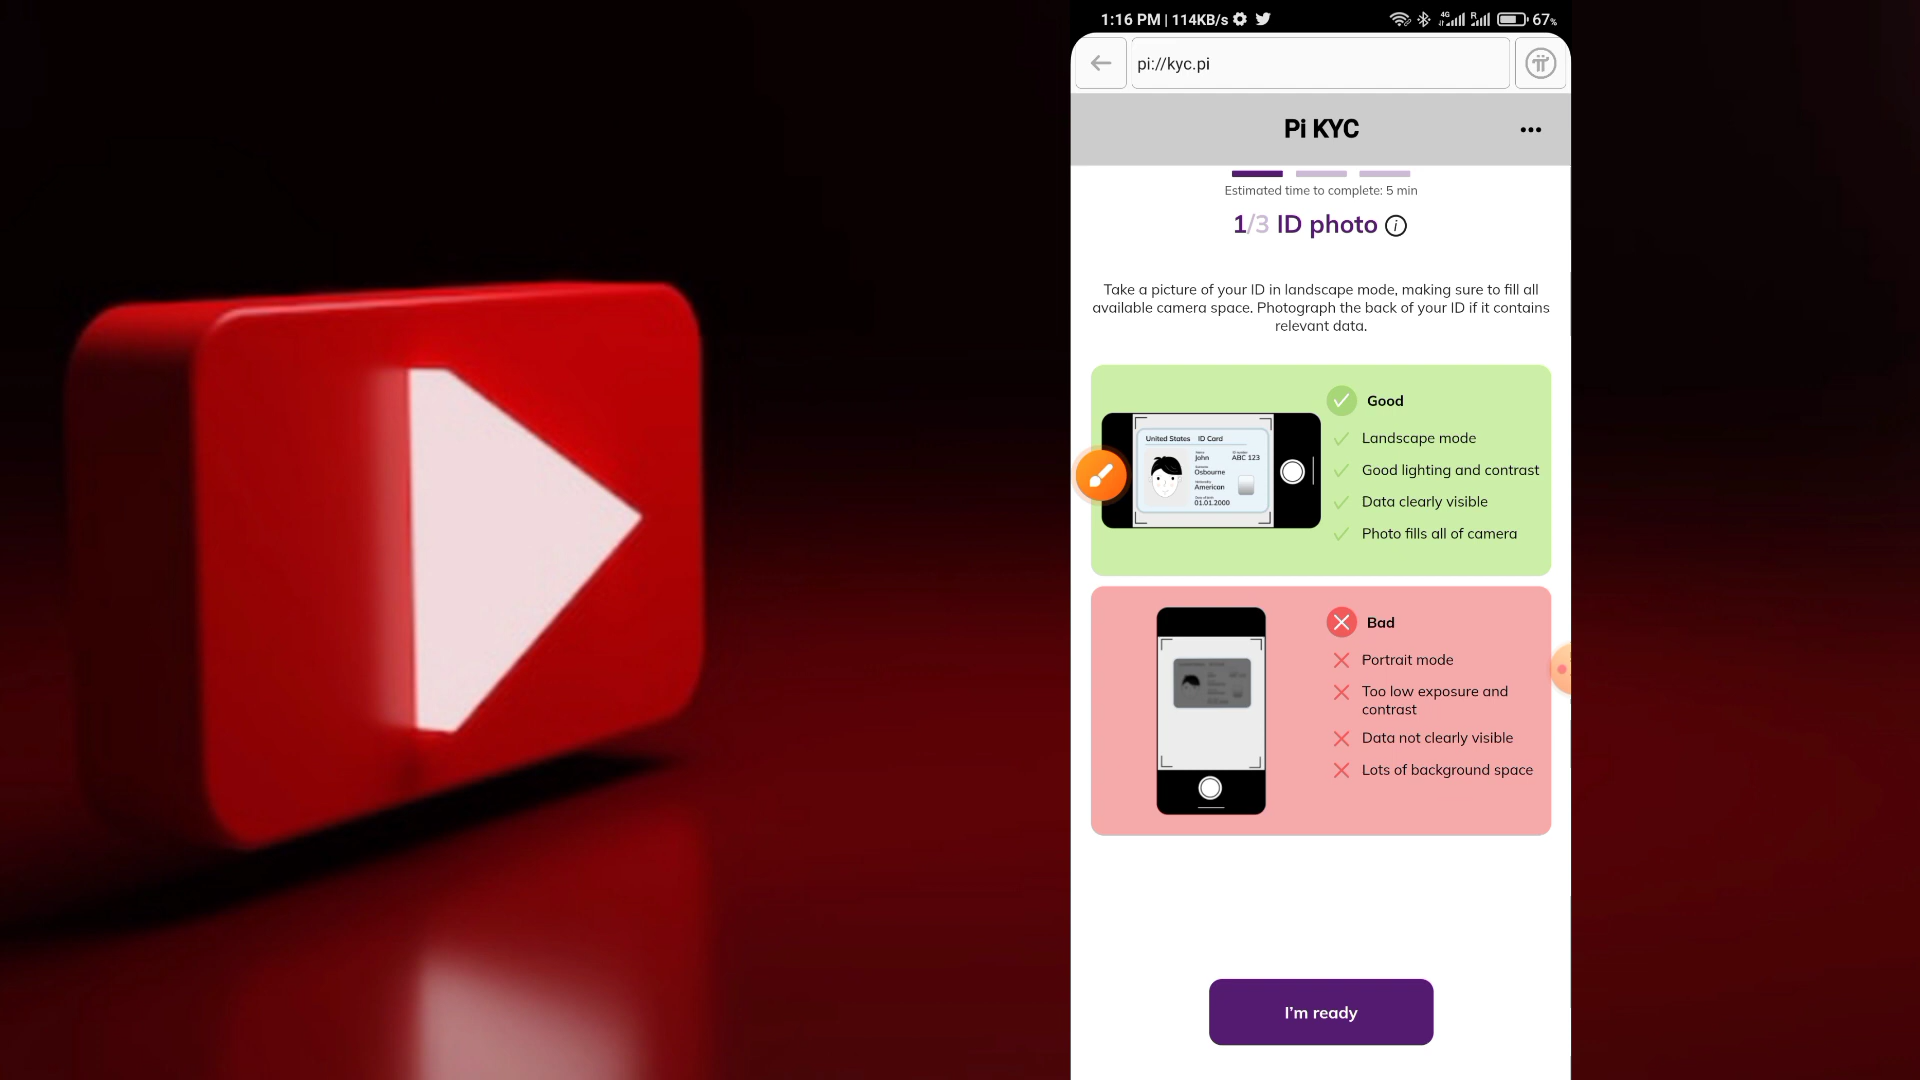 1:16 PM | 114KB/s
4G
R
67%
pi://kyc.pi
Pi KYC
Estimated time to complete: 5 min
1/3 ID photo i
Take a picture of your ID in landscape mode, making sure to fill all
available camera space. Photograph the back of your ID if it contains
relevant data.
United States ID Card
John
ABC 123
Osbourne
American
01.01.2000
Good
Landscape mode
Good lighting and contrast
Data clearly visible
Photo fills all of camera
Bad
Portrait mode
Too low exposure and
contrast
Data not clearly visible
Lots of background space
I'm ready